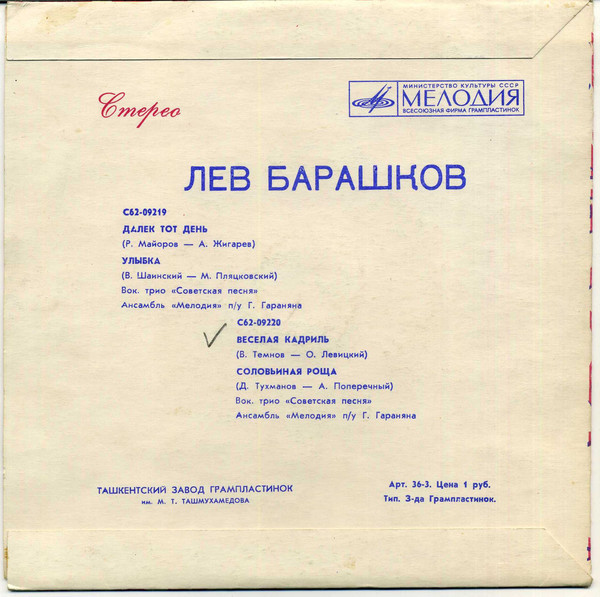 Стерео
МИНИСТЕРСТВО КУЛЬТУРЫ СССР
МЕЛОДИЯ
ВСЕСОЮЗНАЯ ФИРМА ГРАМПЛАСТИНОК
ЛЕВ БАРАШКОВ
С62-09219
ДАЛЕК ТОТ ДЕНЬ
(Р. Майоров — А. Жигарев)
УЛЫБКА
(В. Шаинский — М. Пляцковский)
Вок. трио «Советская песня»
Ансамбль «Мелодия» п/у Г. Гараняна
С62-09220
ВЕСЕЛАЯ КАДРИЛЬ
(В. Темнов — О. Левицкий)
СОЛОВЬИНАЯ РОЩА
(Д. Тухманов — А. Поперечный)
Вок. трио «Советская песня»
Ансамбль «Мелодия» п/у Г. Гараняна
ТАШКЕНТСКИЙ ЗАВОД ГРАМПЛАСТИНОК
им. М. Т. ТАШМУХАМЕДОВА
Арт. 36-3. Цена 1 руб.
Тип. З-да Грампластинок.